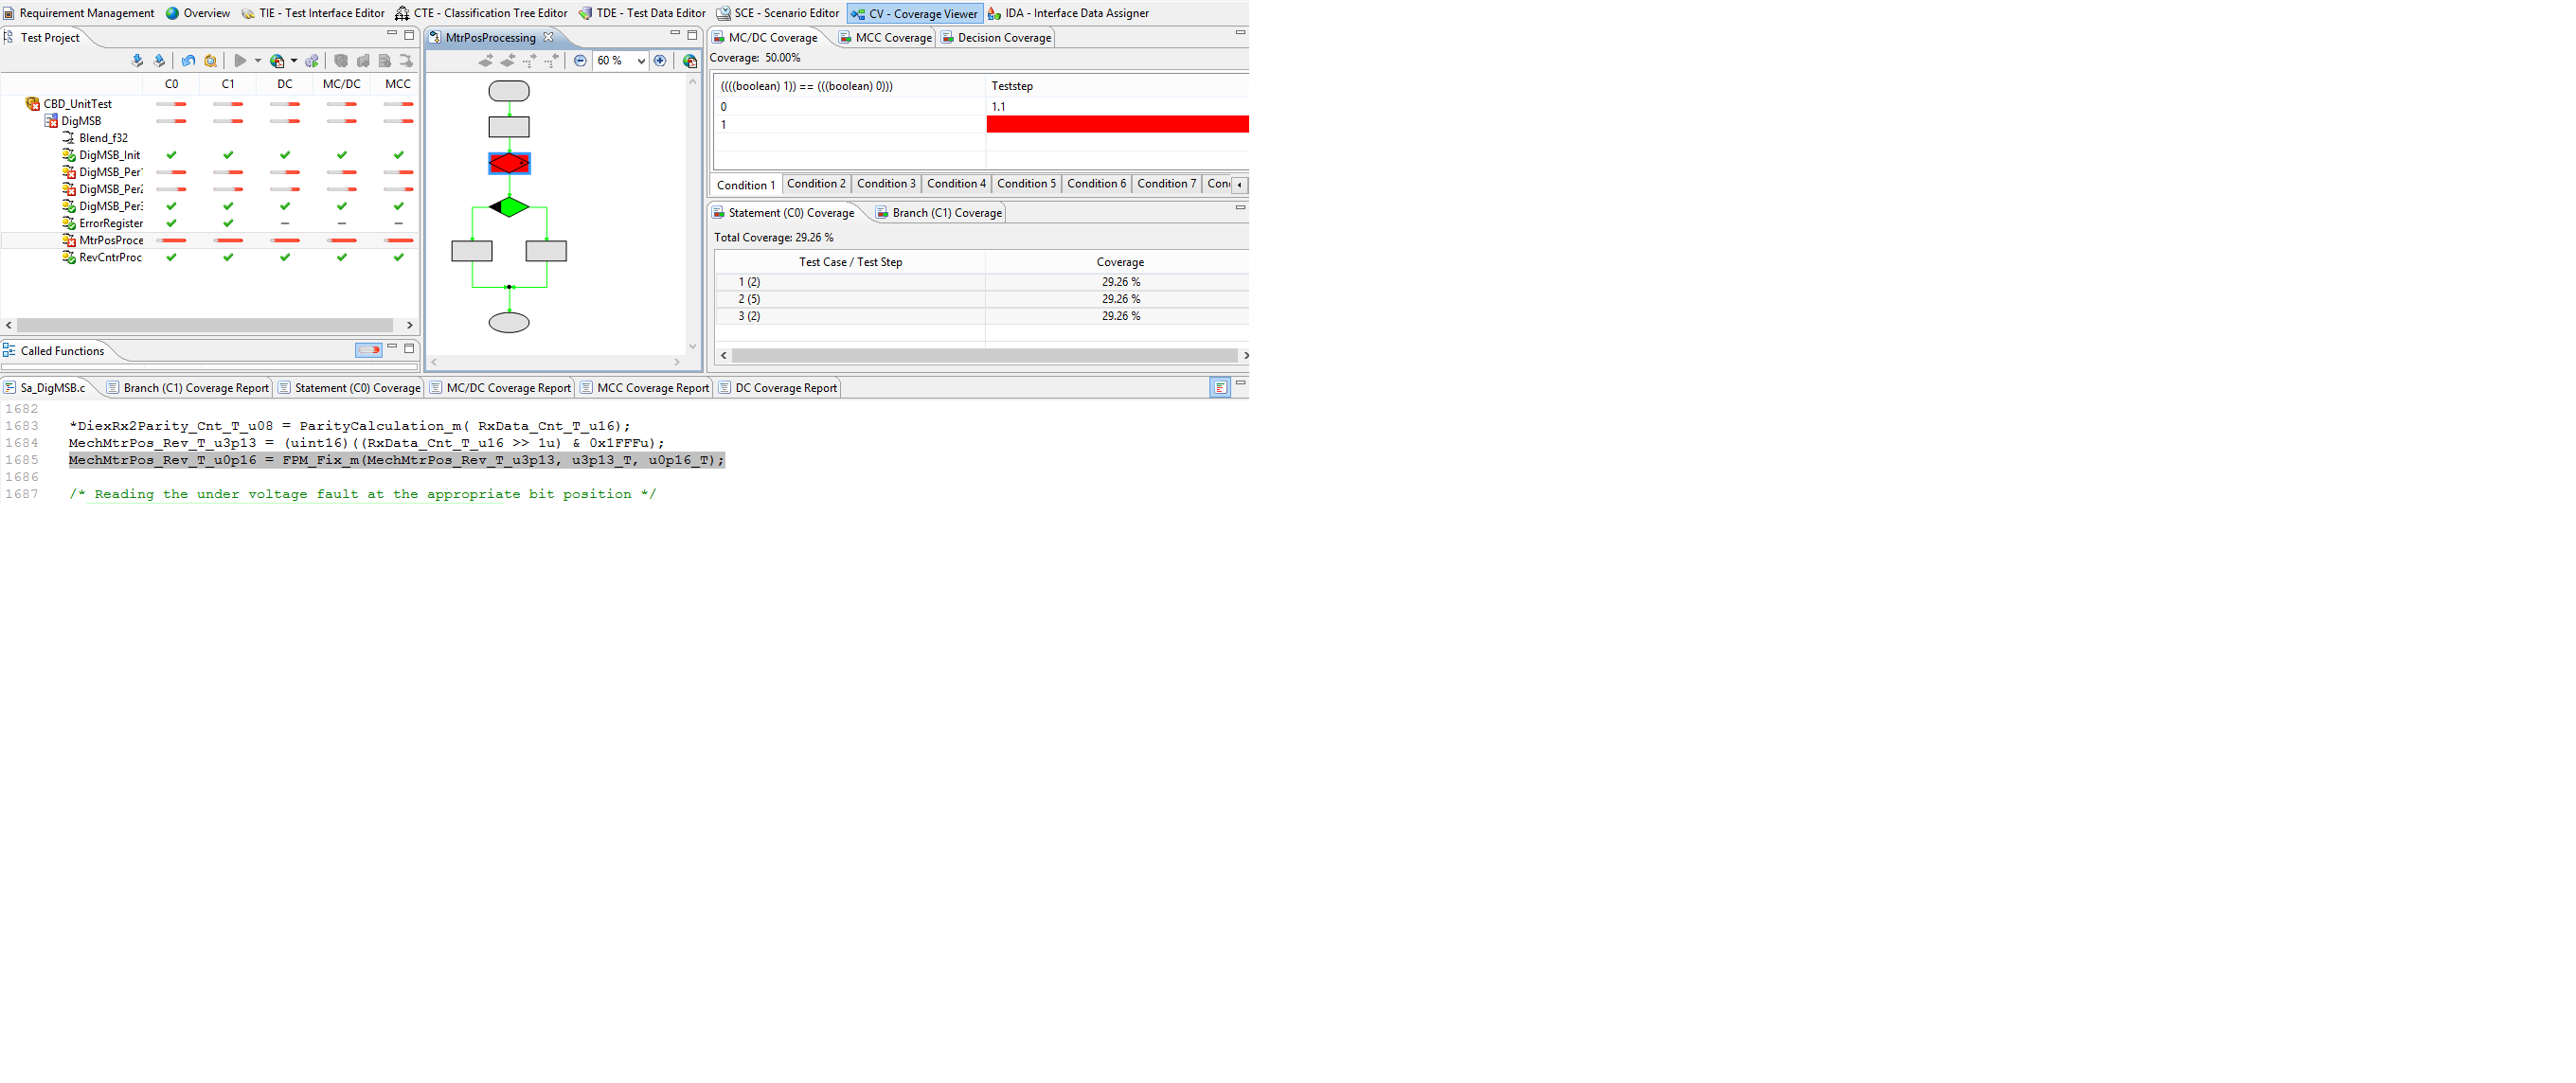 Requirement Management Overview TIE - Test Interface Editor CTE - Classification Tree Editor TDE - Test Data Editor SCE - Scenario Editor CV - Coverage Viewer IDA - Interface Data Assigner
Test Project
C0 C1 DC MC/DC MCC
CBD_UnitTest
DigMSB
Blend_f32
DigMSB_Init
DigMSB_Per1
DigMSB_Per2
DigMSB_Per3
ErrorRegister
MtrPosProce
RevCntrProc
Called Functions
MtrPosProcessing
60 %
MC/DC Coverage MCC Coverage Decision Coverage
Coverage: 50.00%
((((boolean) 1)) == (((boolean) 0))) Teststep
0 1.1
1
Condition 1 Condition 2 Condition 3 Condition 4 Condition 5 Condition 6 Condition 7 Con
Statement (C0) Coverage Branch (C1) Coverage
Total Coverage: 29.26 %
Test Case / Test Step Coverage
1 (2) 29.26 %
2 (5) 29.26 %
3 (2) 29.26 %
Sa_DigMSB.c Branch (C1) Coverage Report Statement (C0) Coverage MC/DC Coverage Report MCC Coverage Report DC Coverage Report
1682
1683 *DiexRx2Parity_Cnt_T_u08 = ParityCalculation_m( RxData_Cnt_T_u16);
1684 MechMtrPos_Rev_T_u3p13 = (uint16)((RxData_Cnt_T_u16 >> 1u) & 0x1FFFu);
1685 MechMtrPos_Rev_T_u0p16 = FPM_Fix_m(MechMtrPos_Rev_T_u3p13, u3p13_T, u0p16_T);
1686
1687 /* Reading the under voltage fault at the appropriate bit position */